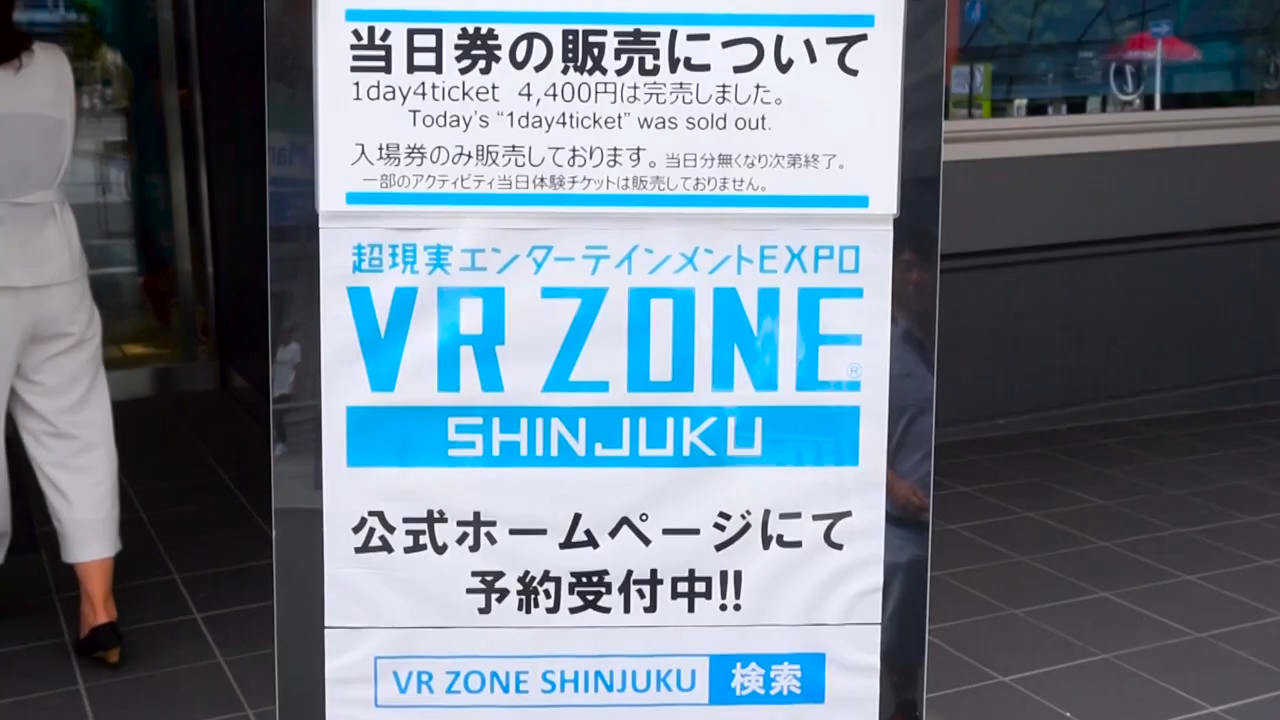 当日券の販売について
1day4ticket 4,400円は完売しました。
Today's “1day4ticket” was sold out.
入場券のみ販売しております。当日分無くなり次第終了。
一部のアクティビティ当日体験チケットは販売しておりません。
超現実エンターテインメントEXPO
VR ZONE®
SHINJUKU
公式ホームページにて
予約受付中!!
VR ZONE SHINJUKU 検索